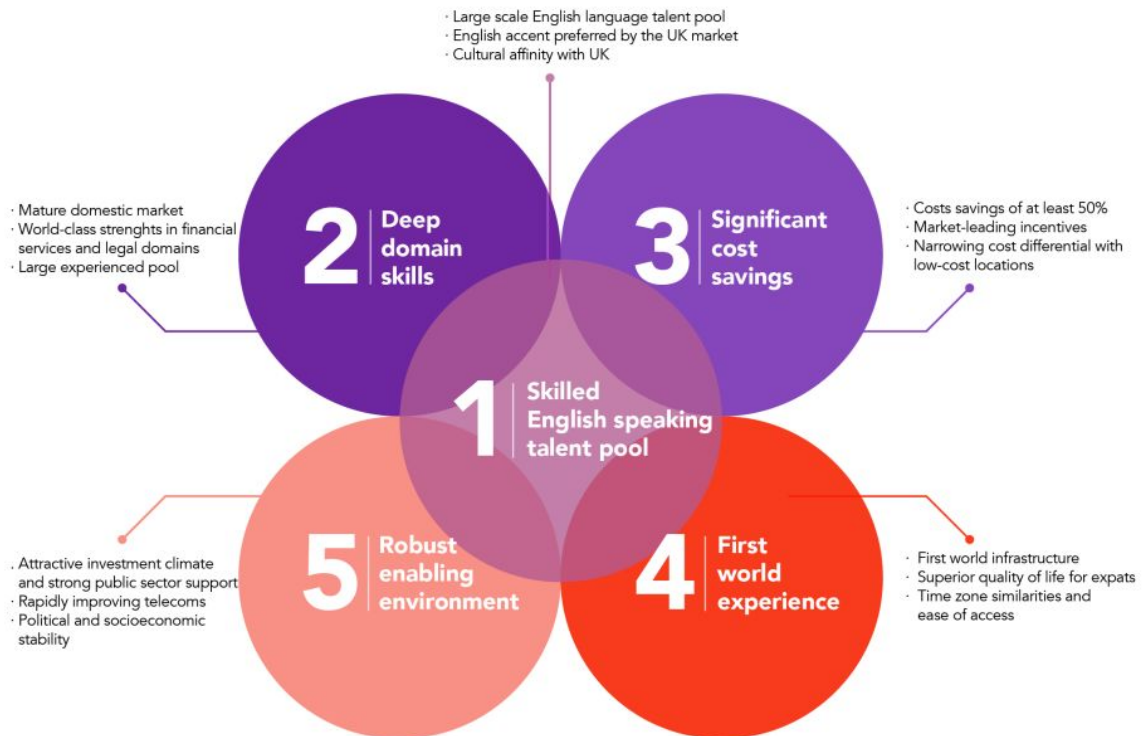 · Large scale English language talent pool
· English accent preferred by the UK market
· Cultural affinity with UK
2
Deep
domain
skills
· Mature domestic market
· World-class strenghts in financial
services and legal domains
· Large experienced pool
3
Significant
cost
savings
· Costs savings of at least 50%
· Market-leading incentives
· Narrowing cost differential with
low-cost locations
1
Skilled
English speaking
talent pool
5
Robust
enabling
environment
. Attractive investment climate
and strong public sector support
· Rapidly improving telecoms
· Political and socioeconomic
stability
4
First
world
experience
· First world infrastructure
· Superior quality of life for expats
· Time zone similarities and
ease of access